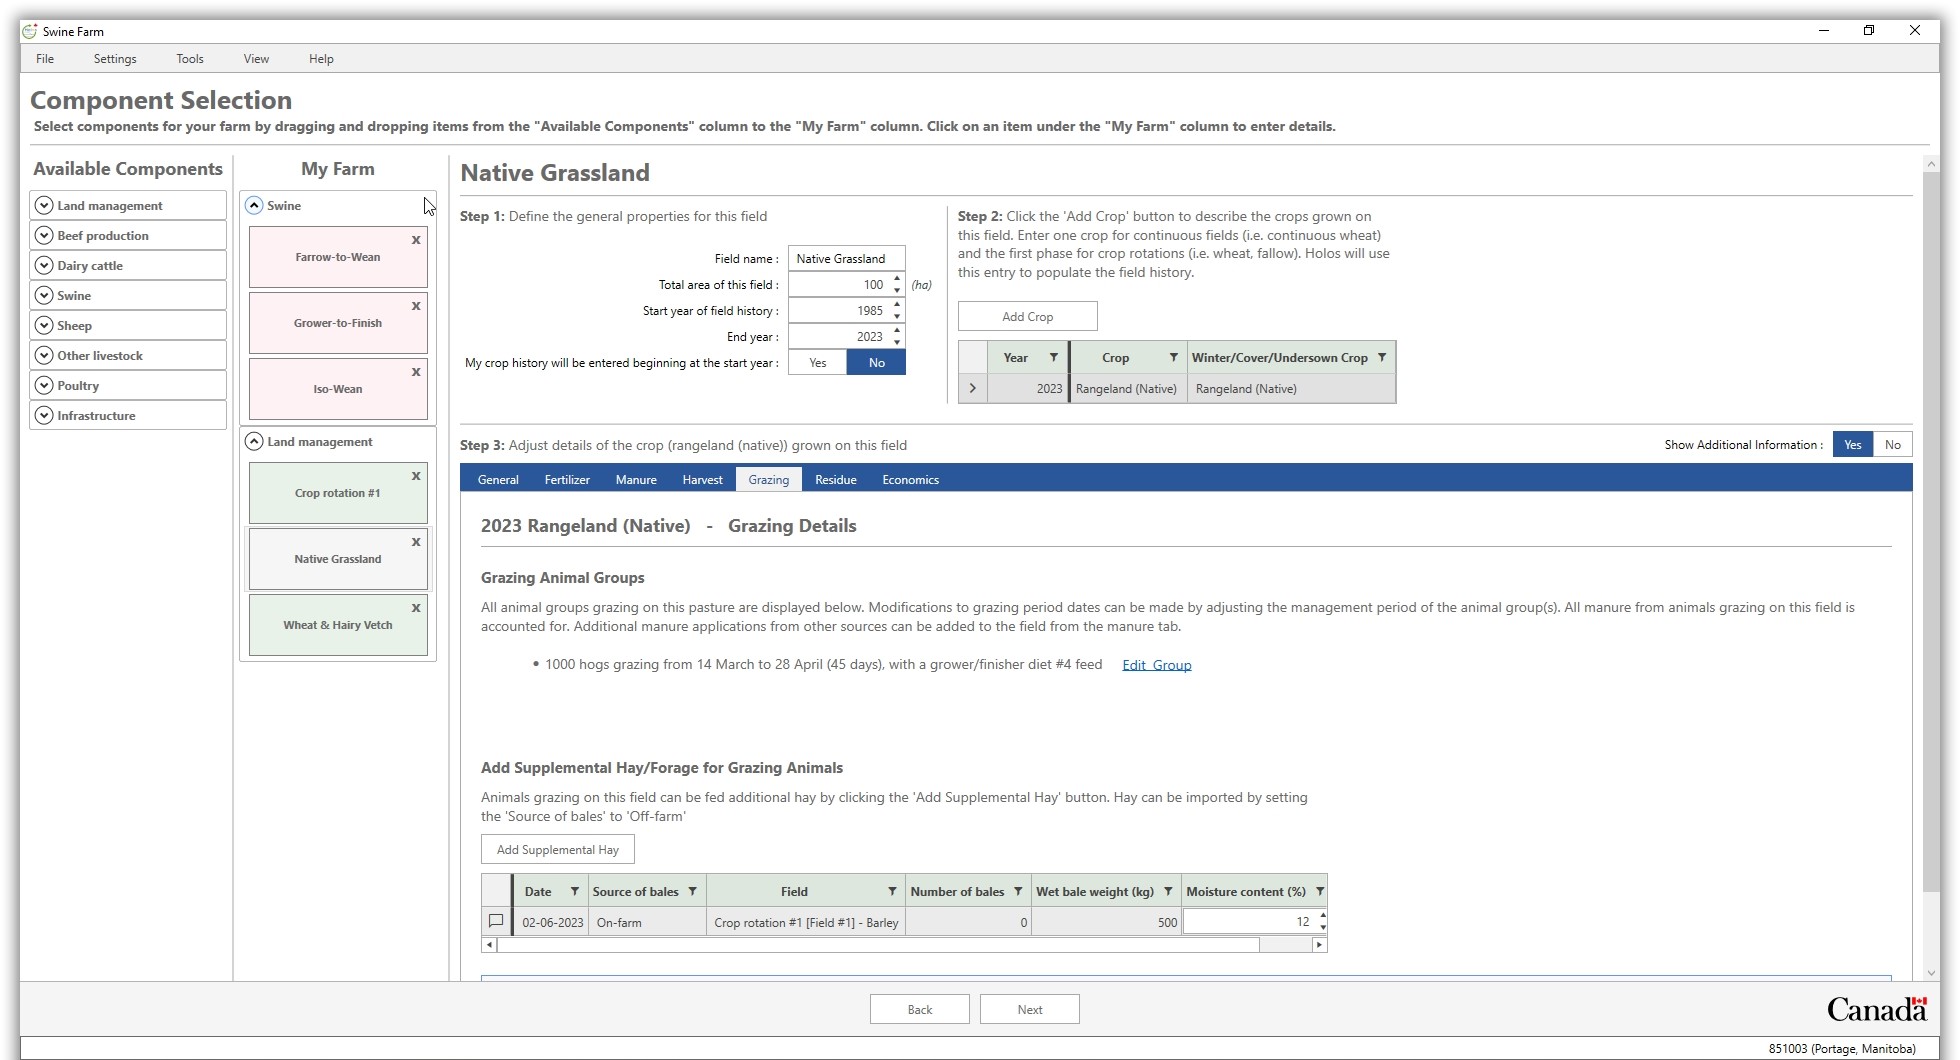 Swine Farm
File Settings Tools View Help
Component Selection
Select components for your farm by dragging and dropping items from the "Available Components" column to the "My Farm" column. Click on an item under the "My Farm" column to enter details.
Available Components
Land management
Beef production
Dairy cattle
Swine
Sheep
Other livestock
Poultry
Infrastructure
My Farm
Swine
x
Farrow-to-Wean
x
Grower-to-Finish
x
Iso-Wean
Land management
x
Crop rotation #1
x
Native Grassland
x
Wheat & Hairy Vetch
Native Grassland
Step 1: Define the general properties for this field
Field name : Native Grassland
Total area of this field : 100 (ha)
Start year of field history : 1985
End year : 2023
My crop history will be entered beginning at the start year : Yes No
Step 2: Click the 'Add Crop' button to describe the crops grown on
this field. Enter one crop for continuous fields (i.e. continuous wheat)
and the first phase for crop rotations (i.e. wheat, fallow). Holos will use
this entry to populate the field history.
Add Crop
Year Crop Winter/Cover/Undersown Crop
2023 Rangeland (Native) Rangeland (Native)
Step 3: Adjust details of the crop (rangeland (native)) grown on this field
Show Additional Information : Yes No
General Fertilizer Manure Harvest Grazing Residue Economics
2023 Rangeland (Native) - Grazing Details
Grazing Animal Groups
All animal groups grazing on this pasture are displayed below. Modifications to grazing period dates can be made by adjusting the management period of the animal group(s). All manure from animals grazing on this field is
accounted for. Additional manure applications from other sources can be added to the field from the manure tab.
• 1000 hogs grazing from 14 March to 28 April (45 days), with a grower/finisher diet #4 feed Edit Group
Add Supplemental Hay/Forage for Grazing Animals
Animals grazing on this field can be fed additional hay by clicking the 'Add Supplemental Hay' button. Hay can be imported by setting
the 'Source of bales' to 'Off-farm'
Add Supplemental Hay
Date Source of bales Field Number of bales Wet bale weight (kg) Moisture content (%)
02-06-2023 On-farm Crop rotation #1 [Field #1] - Barley 0 500 12
Back Next
Canada
851003 (Portage, Manitoba)